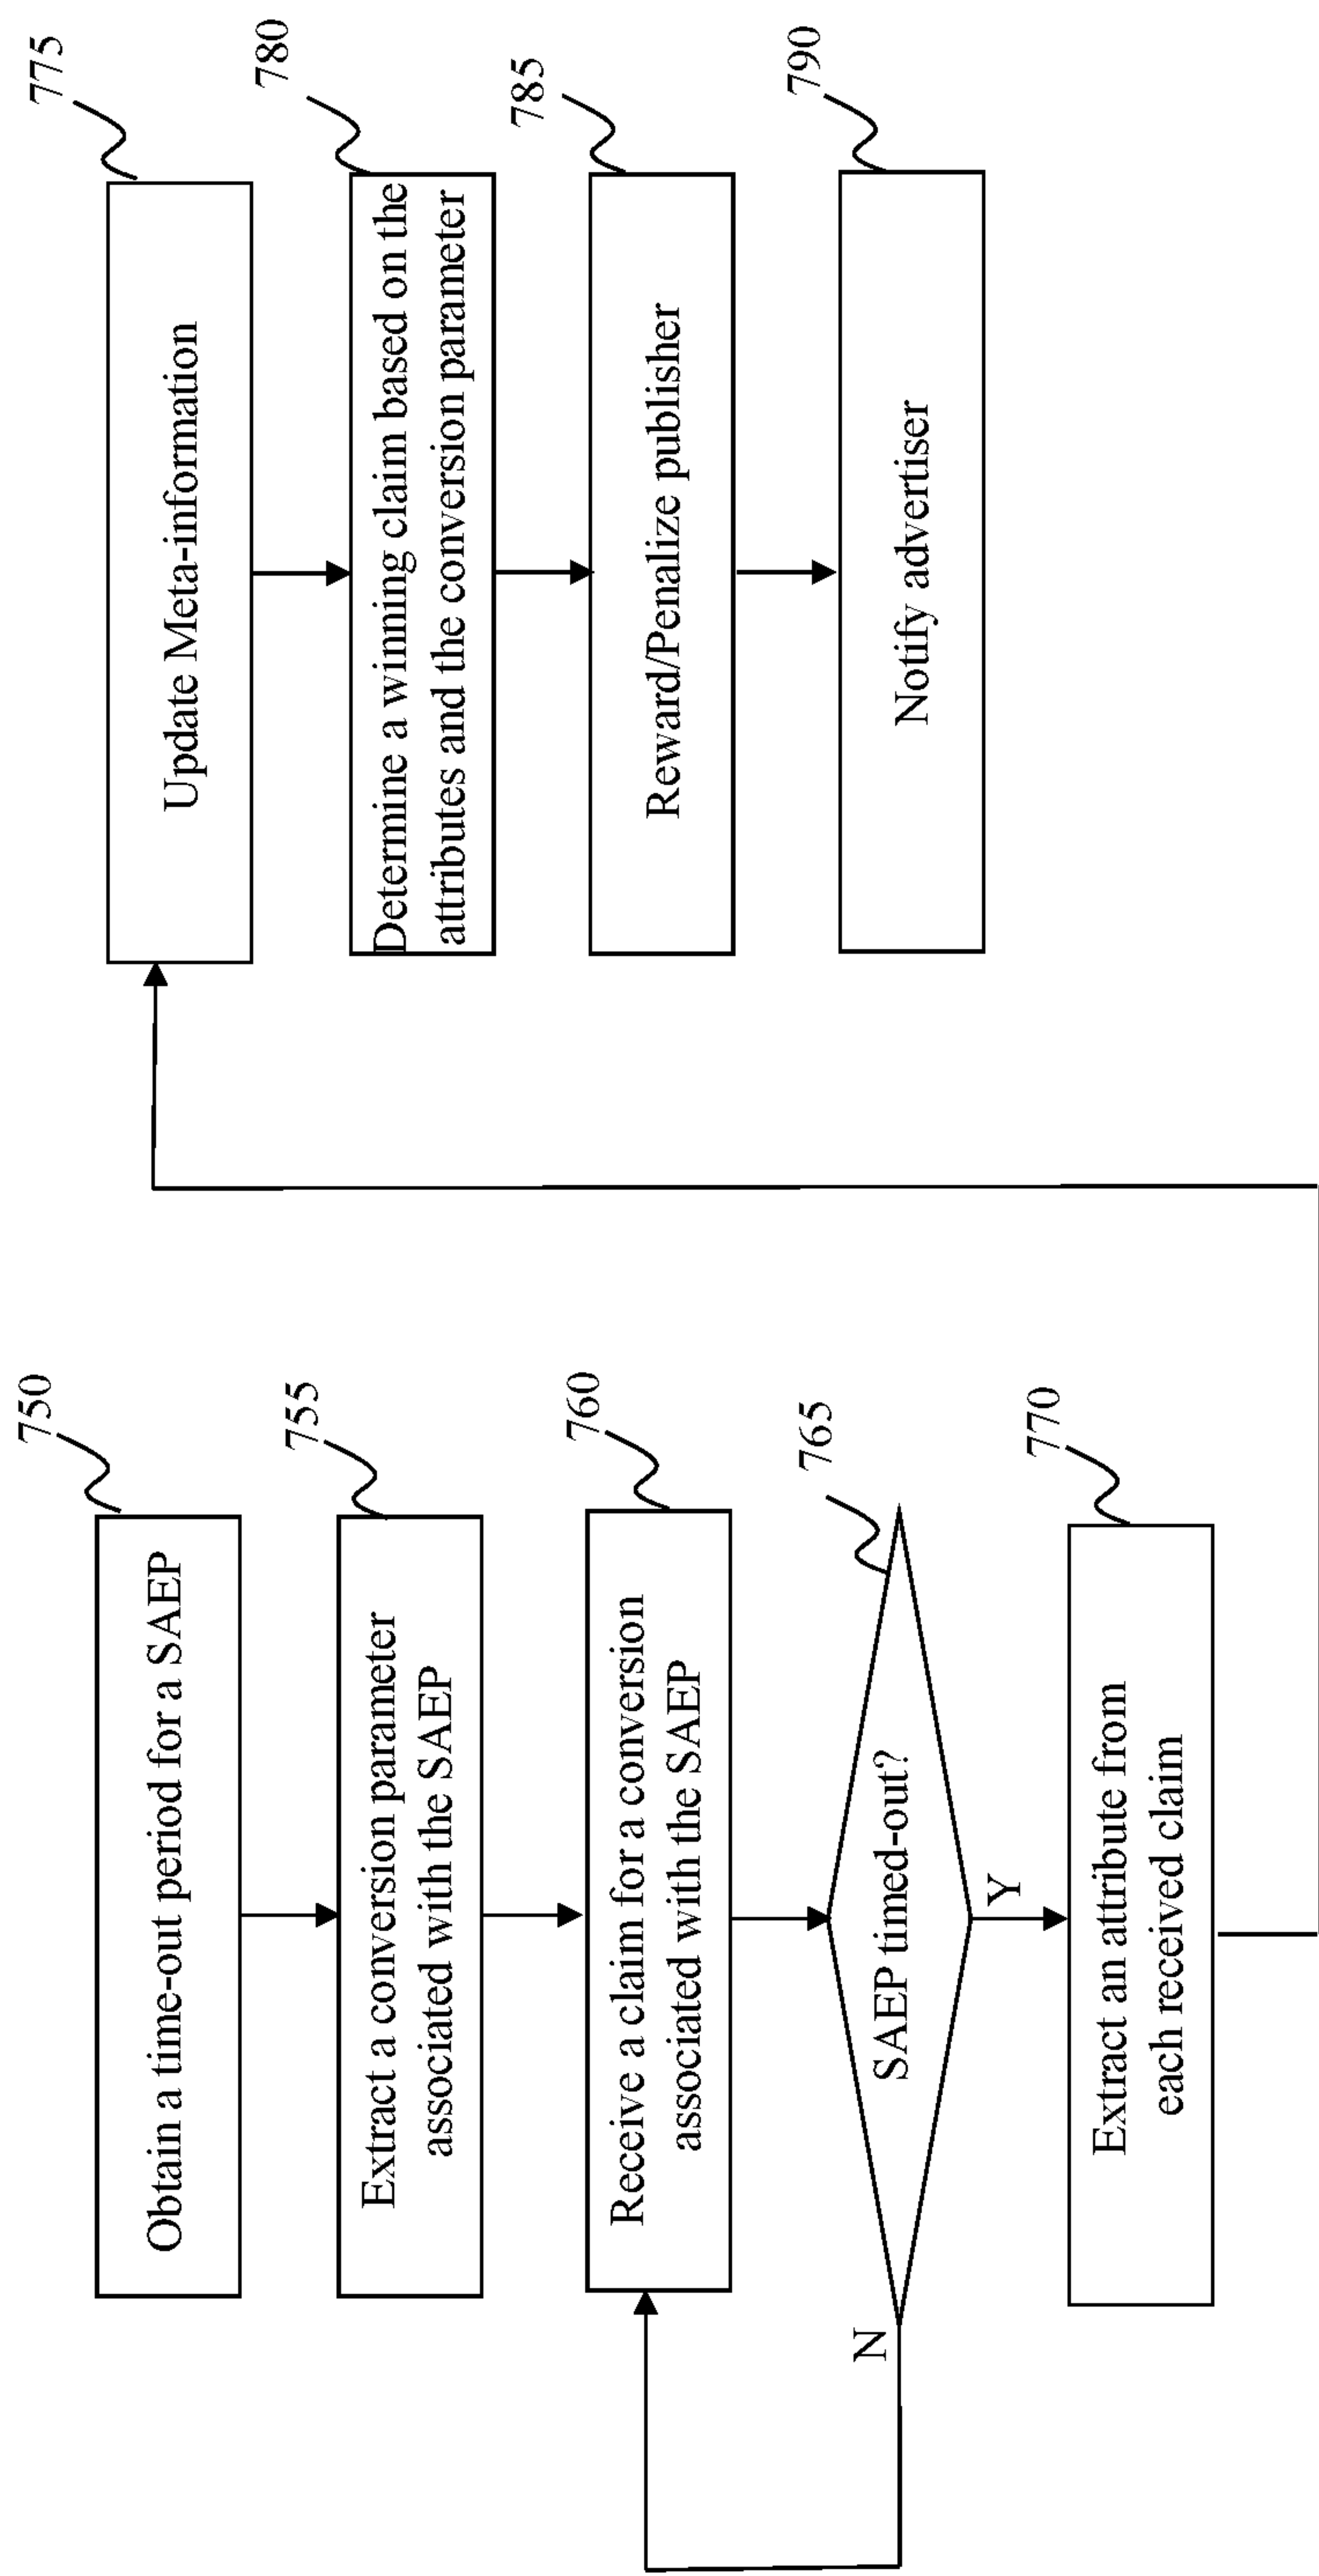 750
Obtain a time-out period for a SAEP
755
Extract a conversion parameter
associated with the SAEP
760
Receive a claim for a conversion
associated with the SAEP
765
SAEP timed-out?
N
Y
770
Extract an attribute from
each received claim
775
Update Meta-information
780
Determine a winning claim based on the
attributes and the conversion parameter
785
Reward/Penalize publisher
790
Notify advertiser